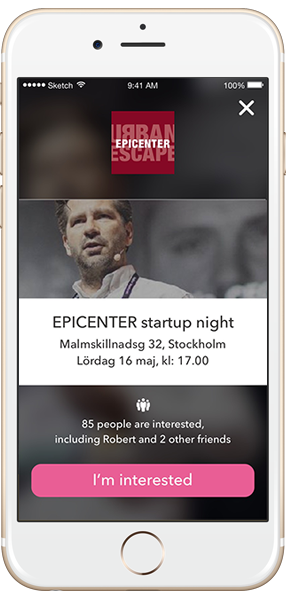 Sketch
9:41 AM
100%
URBAN
EPICENTER
ESCAPE
EPICENTER startup night
Malmskillnadsg 32, Stockholm
Lördag 16 maj, kl: 17.00
85 people are interested,
including Robert and 2 other friends
I'm interested